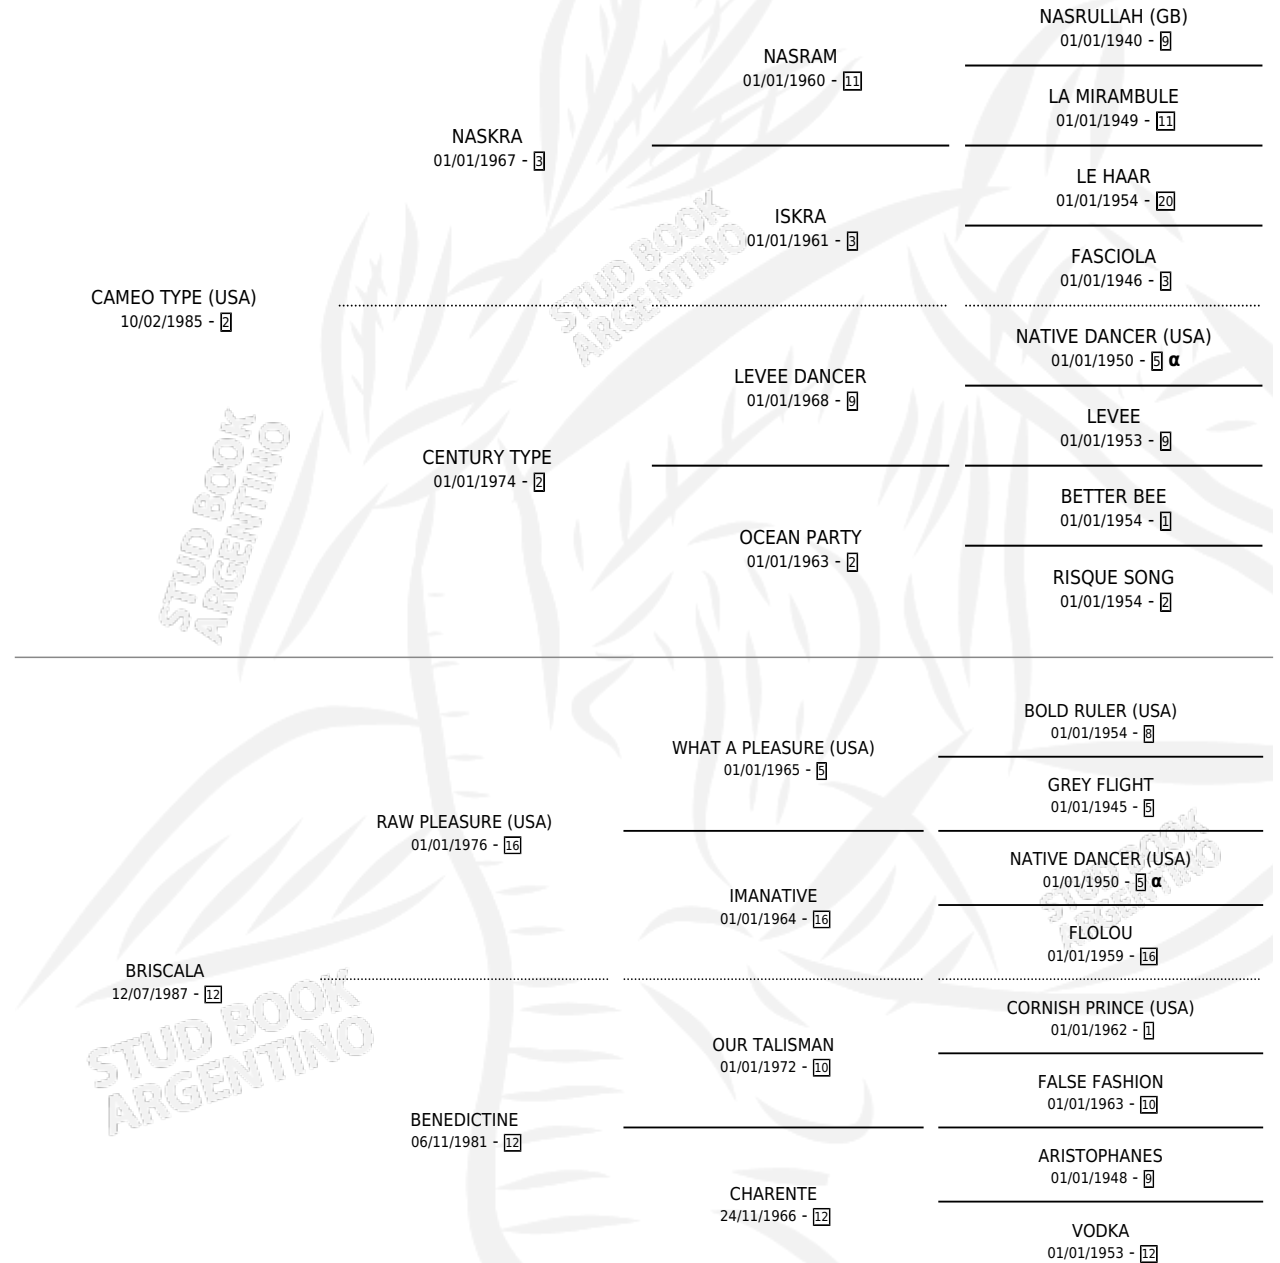 NASRULLAH (GB)
01/01/1940 - 9
NASRAM
01/01/1960 - 11
LA MIRAMBULE
01/01/1949 - 11
NASKRA
01/01/1967 - 3
LE HAAR
01/01/1954 - 20
ISKRA
01/01/1961 - 3
FASCIOLA
01/01/1946 - 3
CAMEO TYPE (USA)
10/02/1985 - 2
NATIVE DANCER (USA)
01/01/1950 - 5 α
LEVEE DANCER
01/01/1968 - 9
LEVEE
01/01/1953 - 9
CENTURY TYPE
01/01/1974 - 2
BETTER BEE
01/01/1954 - 1
OCEAN PARTY
01/01/1963 - 2
RISQUE SONG
01/01/1954 - 2
BOLD RULER (USA)
01/01/1954 - 8
WHAT A PLEASURE (USA)
01/01/1965 - 5
GREY FLIGHT
01/01/1945 - 5
RAW PLEASURE (USA)
01/01/1976 - 16
NATIVE DANCER (USA)
01/01/1950 - 5 α
IMANATIVE
01/01/1964 - 16
FLOLOU
01/01/1959 - 16
BRISCALA
12/07/1987 - 12
CORNISH PRINCE (USA)
01/01/1962 - 1
OUR TALISMAN
01/01/1972 - 10
FALSE FASHION
01/01/1963 - 10
BENEDICTINE
06/11/1981 - 12
ARISTOPHANES
01/01/1948 - 9
CHARENTE
24/11/1966 - 12
VODKA
01/01/1953 - 12
STUD BOOK
ARGENTINO
STUD BOOK
ARGENTINO
STUD BOOK
ARGENTINO
STUD BOOK
ARGENTINO